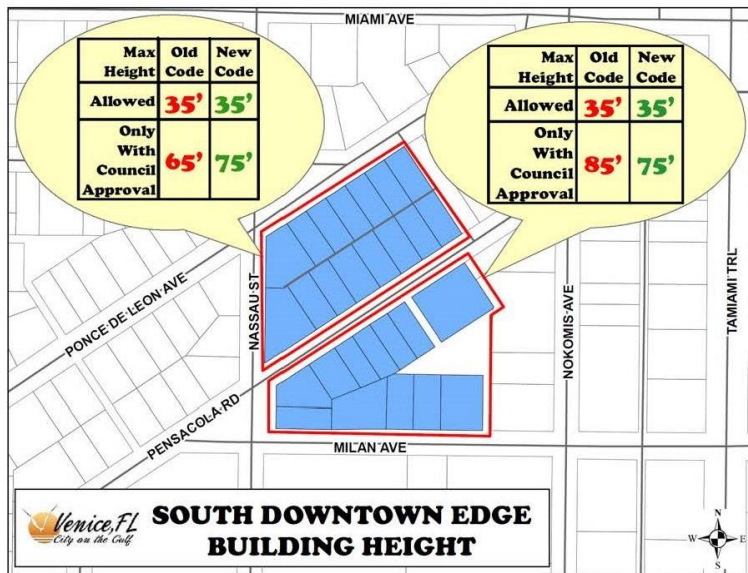 MIAMI AVE
Max Height Old Code New Code
Allowed 35' 35'
Only With Council Approval 65' 75'
Max Height Old Code New Code
Allowed 35' 35'
Only With Council Approval 85' 75'
PONCE DE LEON AVE
NASSAU ST
PENSACOLA RD
NOKOMIS AVE
TAMIAMI TRL
MILAN AVE
Venice, FL
City on the Gulf
SOUTH DOWNTOWN EDGE
BUILDING HEIGHT
N
W E
S